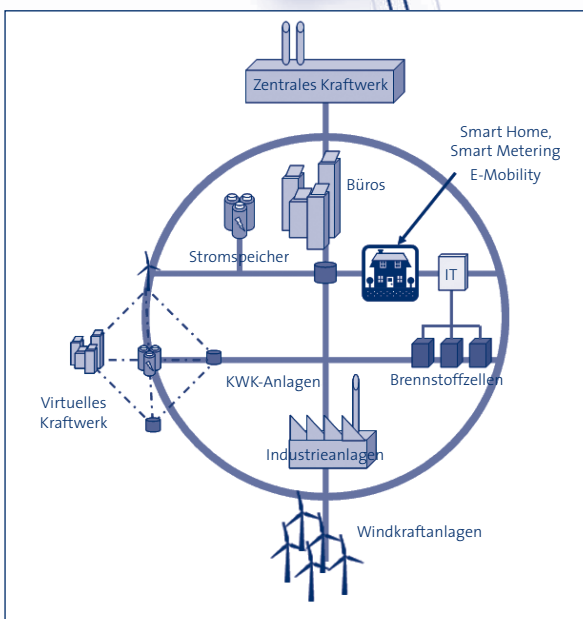 Zentrales Kraftwerk
Smart Home,
Smart Metering
E-Mobility
Büros
Stromspeicher
IT
KWK-Anlagen
Brennstoffzellen
Virtuelles
Kraftwerk
Industrieanlagen
Windkraftanlagen